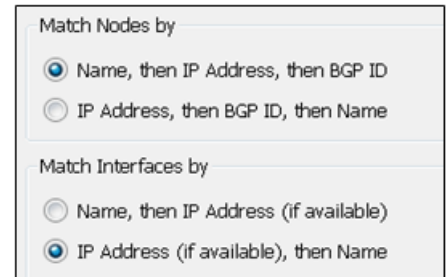 Match Nodes by
Name, then IP Address, then BGP ID
IP Address, then BGP ID, then Name
Match Interfaces by
Name, then IP Address (if available)
IP Address (if available), then Name